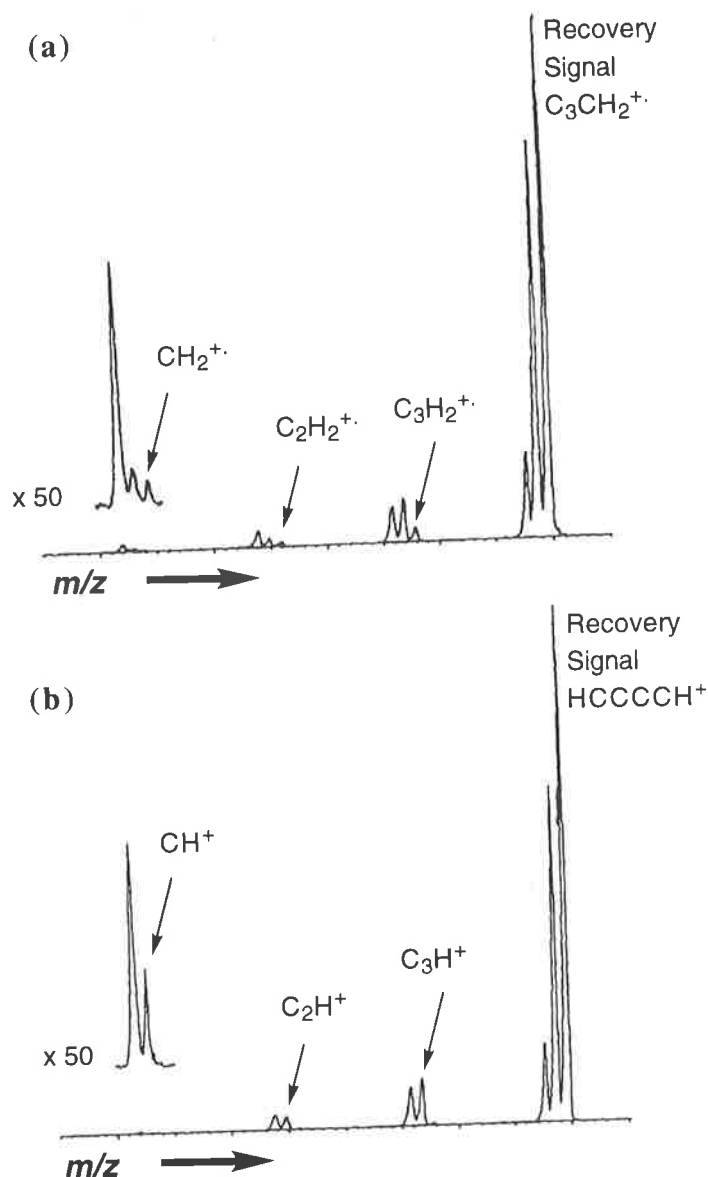 (a)
Recovery
Signal
C₃CH₂⁺·
CH₂⁺·
C₂H₂⁺·
C₃H₂⁺·
x 50
m/z
(b)
Recovery
Signal
HCCCCH⁺
CH⁺
C₂H⁺
C₃H⁺
x 50
m/z